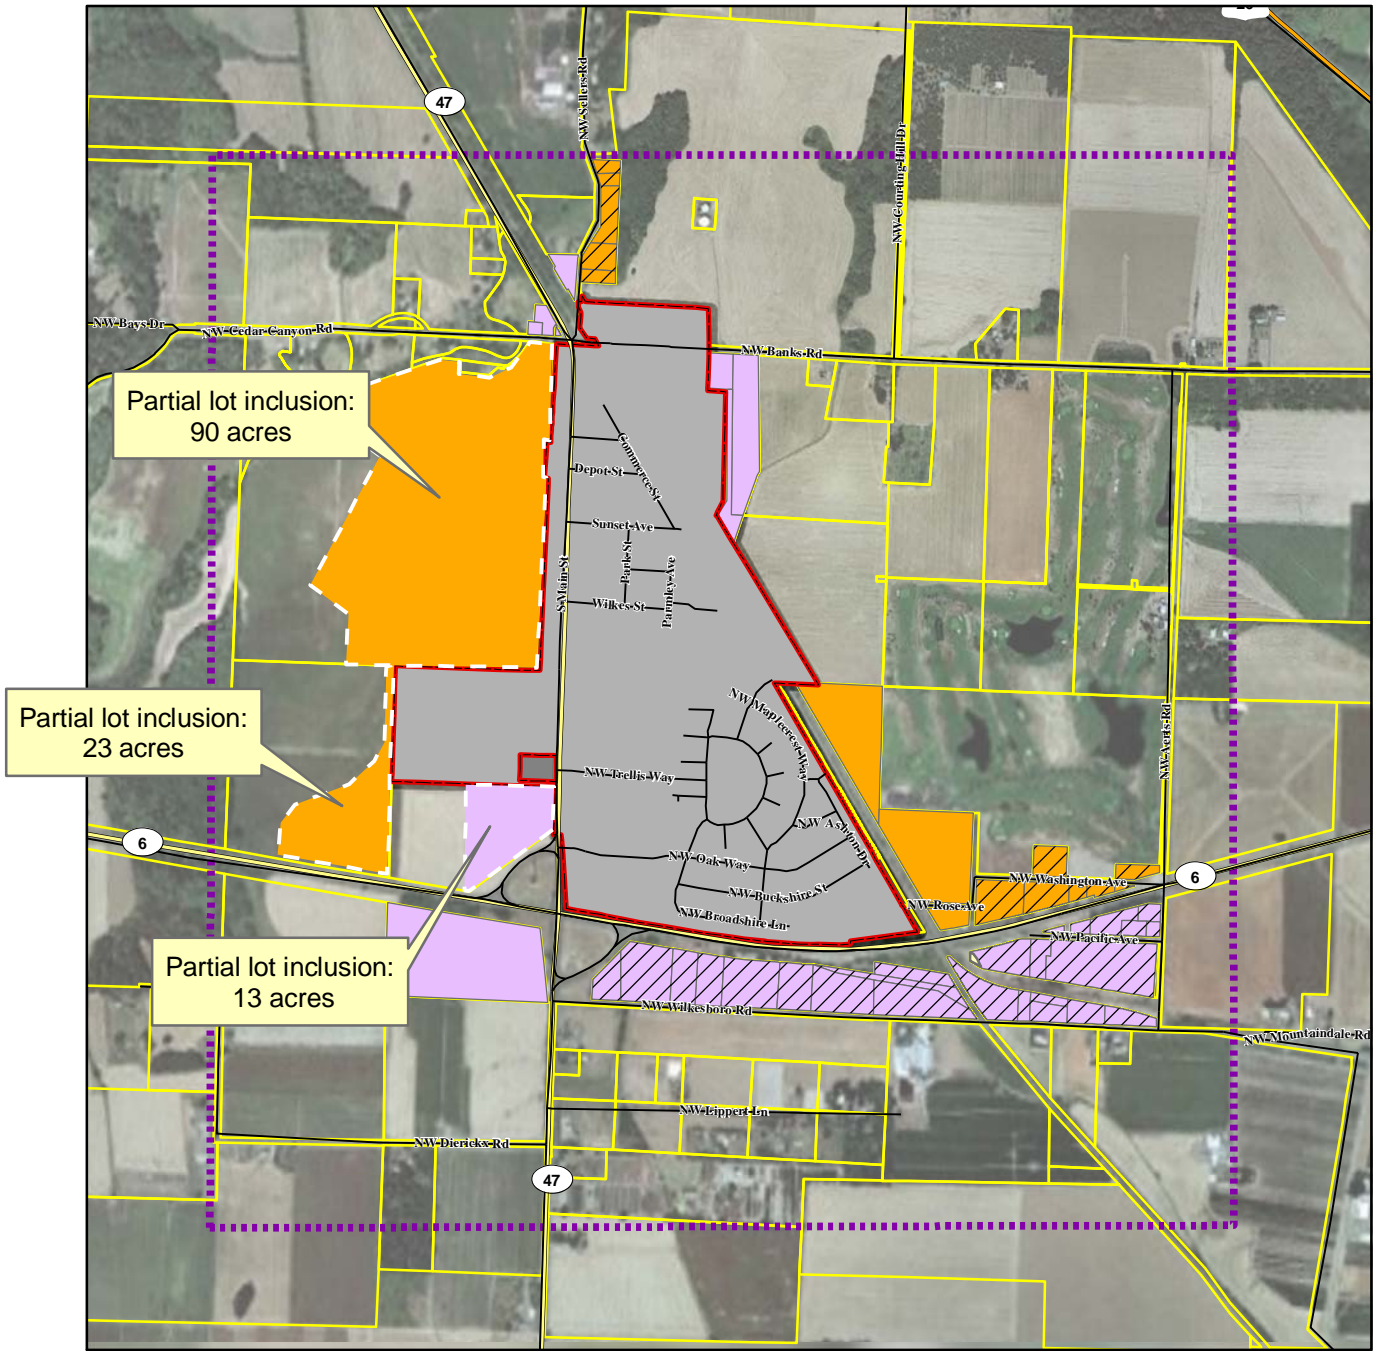 47
NW Sellers Rd
NW Courting Hill Dr
NW Bays Dr
NW Cedar Canyon Rd
NW Banks Rd
Partial lot inclusion:
90 acres
Commerce St
Depot St
Sunset Ave
Park St
Parmley Ave
S Main St
Wilkes St
Partial lot inclusion:
23 acres
NW Maplecrest Way
NW Aerts Rd
NW Trellis Way
NW Ashton Dr
6
NW Oak Way
NW Washington Ave
6
NW Buckshire St
NW Rose Ave
NW Broadshire Ln
NW Pacific Ave
Partial lot inclusion:
13 acres
NW Wilkesboro Rd
NW Mountaindale Rd
NW Lippert Ln
NW Dierickx Rd
47